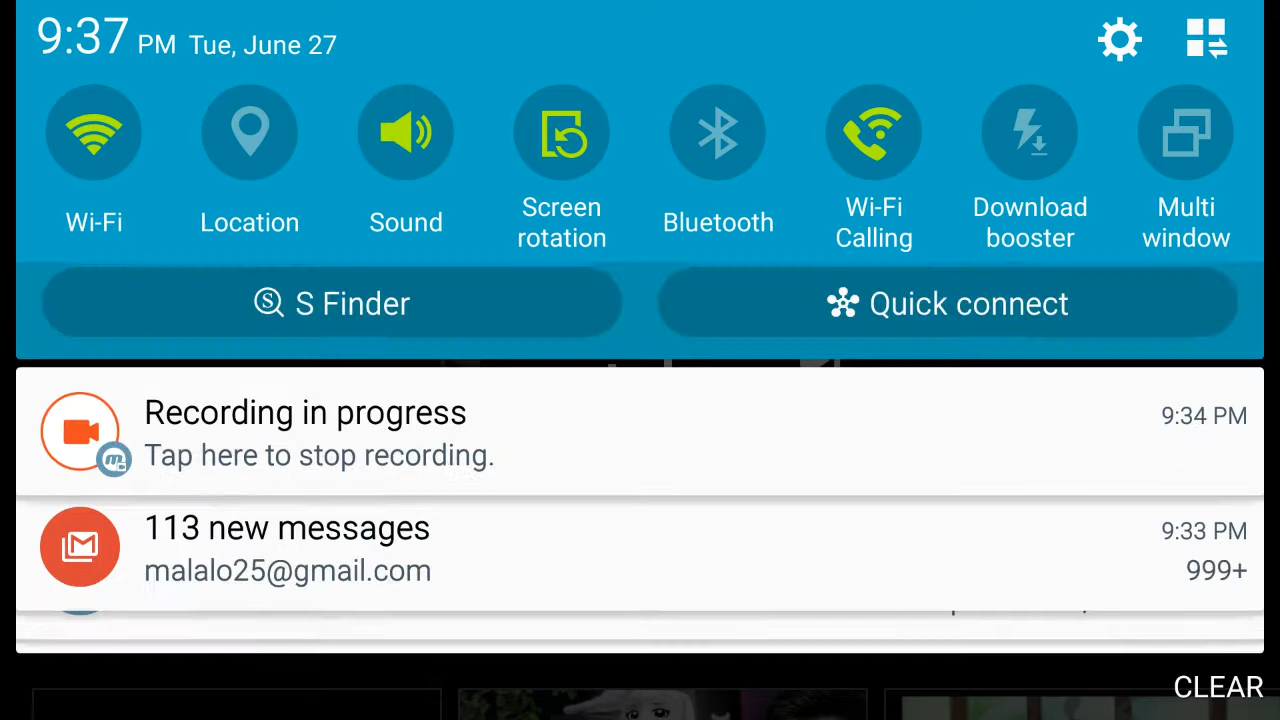 9:37 PM Tue, June 27
Wi-Fi
Location
Sound
Screen
rotation
Bluetooth
Wi-Fi
Calling
Download
booster
Multi
window
S Finder
Quick connect
Recording in progress
9:34 PM
Tap here to stop recording.
113 new messages
9:33 PM
malalo25@gmail.com
999+
CLEAR